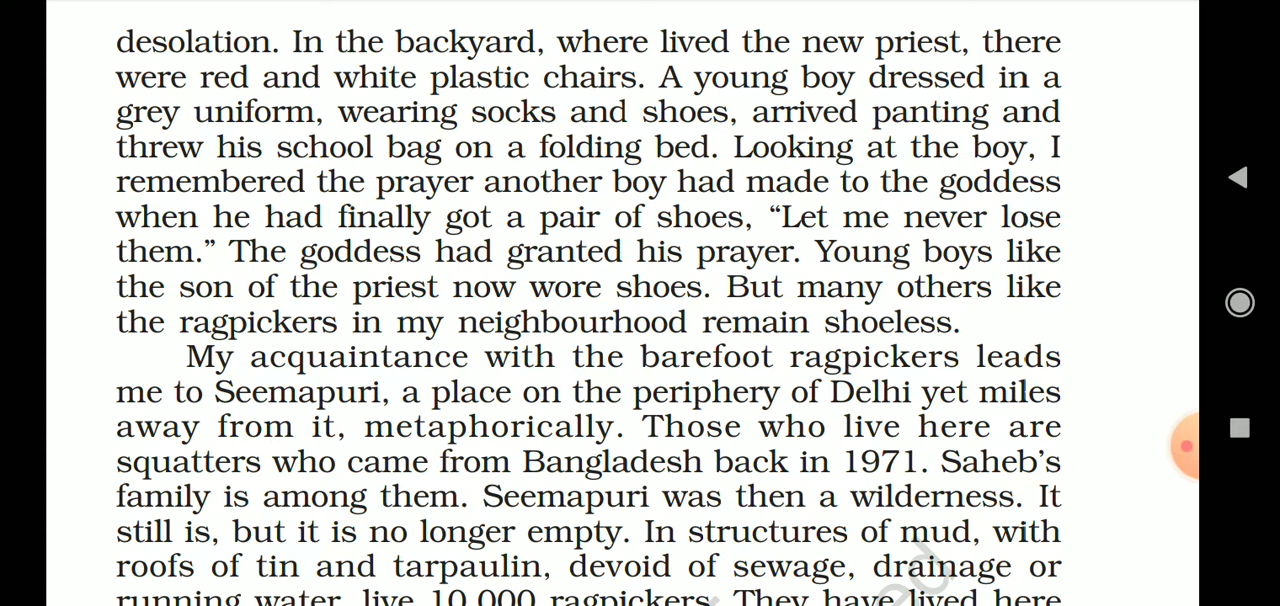 desolation. In the backyard, where lived the new priest, there
were red and white plastic chairs. A young boy dressed in a
grey uniform, wearing socks and shoes, arrived panting and
threw his school bag on a folding bed. Looking at the boy, I
remembered the prayer another boy had made to the goddess
when he had finally got a pair of shoes, “Let me never lose
them.” The goddess had granted his prayer. Young boys like
the son of the priest now wore shoes. But many others like
the ragpickers in my neighbourhood remain shoeless.
My acquaintance with the barefoot ragpickers leads
me to Seemapuri, a place on the periphery of Delhi yet miles
away from it, metaphorically. Those who live here are
squatters who came from Bangladesh back in 1971. Saheb’s
family is among them. Seemapuri was then a wilderness. It
still is, but it is no longer empty. In structures of mud, with
roofs of tin and tarpaulin, devoid of sewage, drainage or
running water, live 10,000 ragpickers. They have lived here